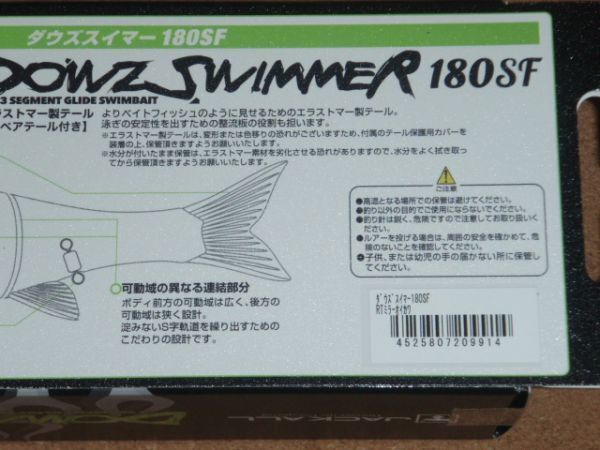 ダウズスイマー180SF
DOWZ SWIMMER 180SF
3 SEGMENT GLIDE SWIMBAIT
ラストマー製テール
ペアテール付き】
よりベイトフィッシュのように見せるためのエラストマー製テール。
泳ぎの安定性を出すための整流板の役割も担います。
※エラストマー製テールは、変形または色移りの恐れがございますため、付属のテール保護用カバーを
装着の上、保管頂きますようお願いいたします。
※水分が付いたまま保管は、エラストマー素材を劣化させる恐れがありますので、水分をよく拭き取っ
てから保管頂きますようお願いいたします。
ご注意
●高温となる場所での保管は避けてください。
●釣り以外の目的でご使用にならないでください。
●釣り針は鋭く、危険ですので注意してお取り扱いく
ださい。
●ルアーを投げる場合は、周囲の安全を確かめて、危
険のないことを確認してください。
●子供、または幼児の手の届かない所に保管し
てください。
可動域の異なる連結部分
ボディ前方の可動域は広く、後方の
可動域は狭く設計。
淀みないS字軌道を繰り出すための
こだわりの設計。
ﾀﾞｳｽﾞｽｲﾏｰ180SF
RTミラーオイカワ
4525807209914
JACKALL